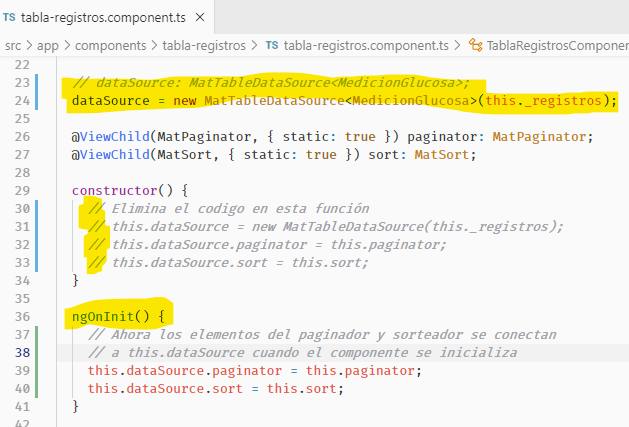 TS tabla-registros.component.ts ×
src > app > components > tabla-registros > TS tabla-registros.component.ts > TablaRegistrosComponen
22
23 // dataSource: MatTableDataSource<MedicionGlucosa>;
24 dataSource = new MatTableDataSource<MedicionGlucosa>(this._registros);
25
26 @ViewChild(MatPaginator, { static: true }) paginator: MatPaginator;
27 @ViewChild(MatSort, { static: true }) sort: MatSort;
28
29 constructor() {
30 // Elimina el codigo en esta función
31 // this.dataSource = new MatTableDataSource(this._registros);
32 // this.dataSource.paginator = this.paginator;
33 // this.dataSource.sort = this.sort;
34 }
35
36 ngOnInit() {
37 // Ahora los elementos del paginador y sorteador se conectan
38 // a this.dataSource cuando el componente se inicializa
39 this.dataSource.paginator = this.paginator;
40 this.dataSource.sort = this.sort;
41 }
42